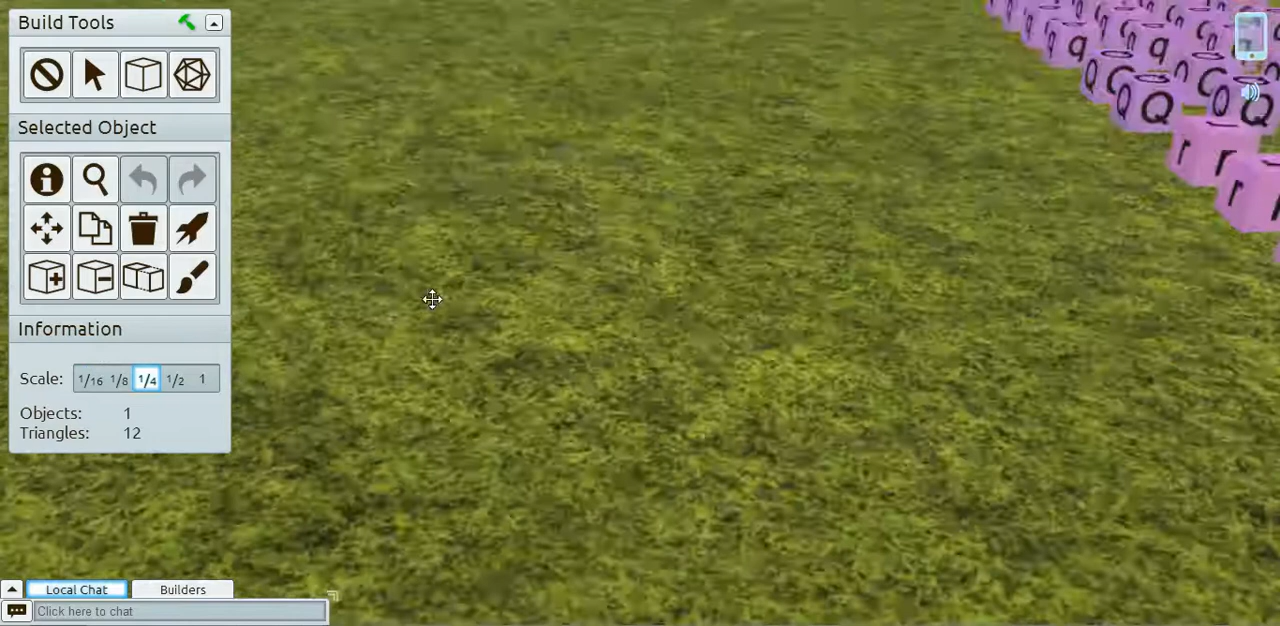 Build Tools
Selected Object
Information
Scale: 1/16 1/8 1/4 1/2 1
Objects: 1
Triangles: 12
Local Chat Builders
Click here to chat
q q
Q Q Q Q
r r
r